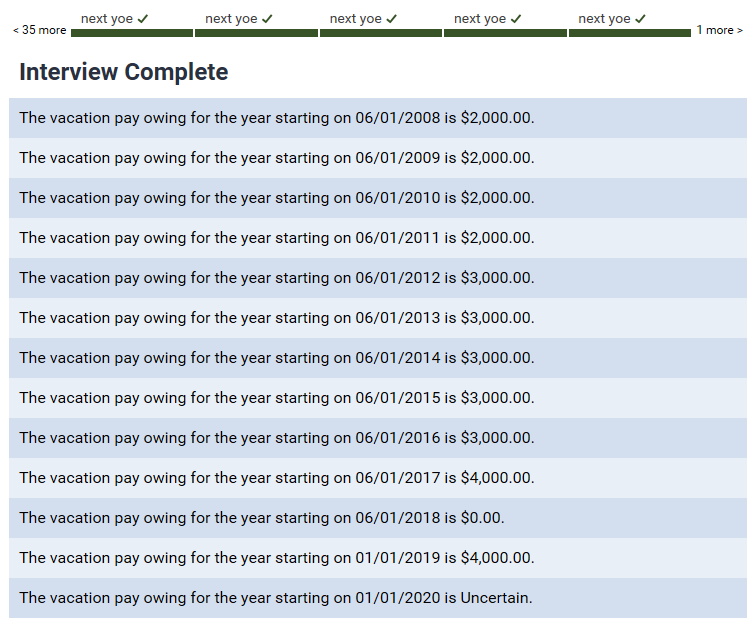 < 35 more next yoe ✓ next yoe ✓ next yoe ✓ next yoe ✓ next yoe ✓ 1 more >
Interview Complete
The vacation pay owing for the year starting on 06/01/2008 is $2,000.00.
The vacation pay owing for the year starting on 06/01/2009 is $2,000.00.
The vacation pay owing for the year starting on 06/01/2010 is $2,000.00.
The vacation pay owing for the year starting on 06/01/2011 is $2,000.00.
The vacation pay owing for the year starting on 06/01/2012 is $3,000.00.
The vacation pay owing for the year starting on 06/01/2013 is $3,000.00.
The vacation pay owing for the year starting on 06/01/2014 is $3,000.00.
The vacation pay owing for the year starting on 06/01/2015 is $3,000.00.
The vacation pay owing for the year starting on 06/01/2016 is $3,000.00.
The vacation pay owing for the year starting on 06/01/2017 is $4,000.00.
The vacation pay owing for the year starting on 06/01/2018 is $0.00.
The vacation pay owing for the year starting on 01/01/2019 is $4,000.00.
The vacation pay owing for the year starting on 01/01/2020 is Uncertain.